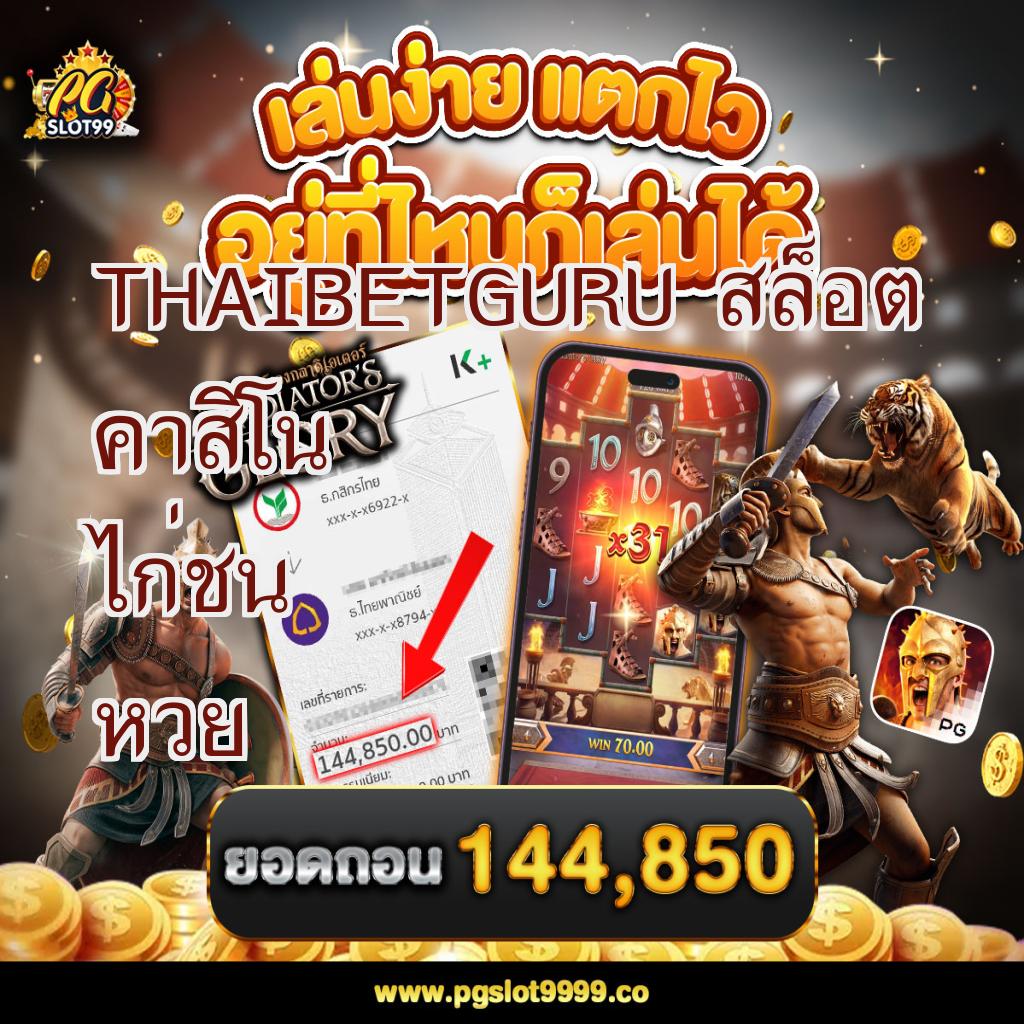 PG
SLOT99
เล่นง่าย แตกไว
อยู่ที่ไหนก็เล่นได้
THAIBETGURU สล็อต
คาสิโน
ไก่ชน
หวย
K+
ธ.กสิกรไทย
xxx-x-x6922-x
ธ.ไทยพาณิชย์
xxx-x-x8794-
เลขที่รายการ:
จำนวน:
144,850.00 บาท
9
10
10
10
x31
J
J
J
WIN 70.00
PG
ยอดถอน 144,850
www.pgslot9999.co